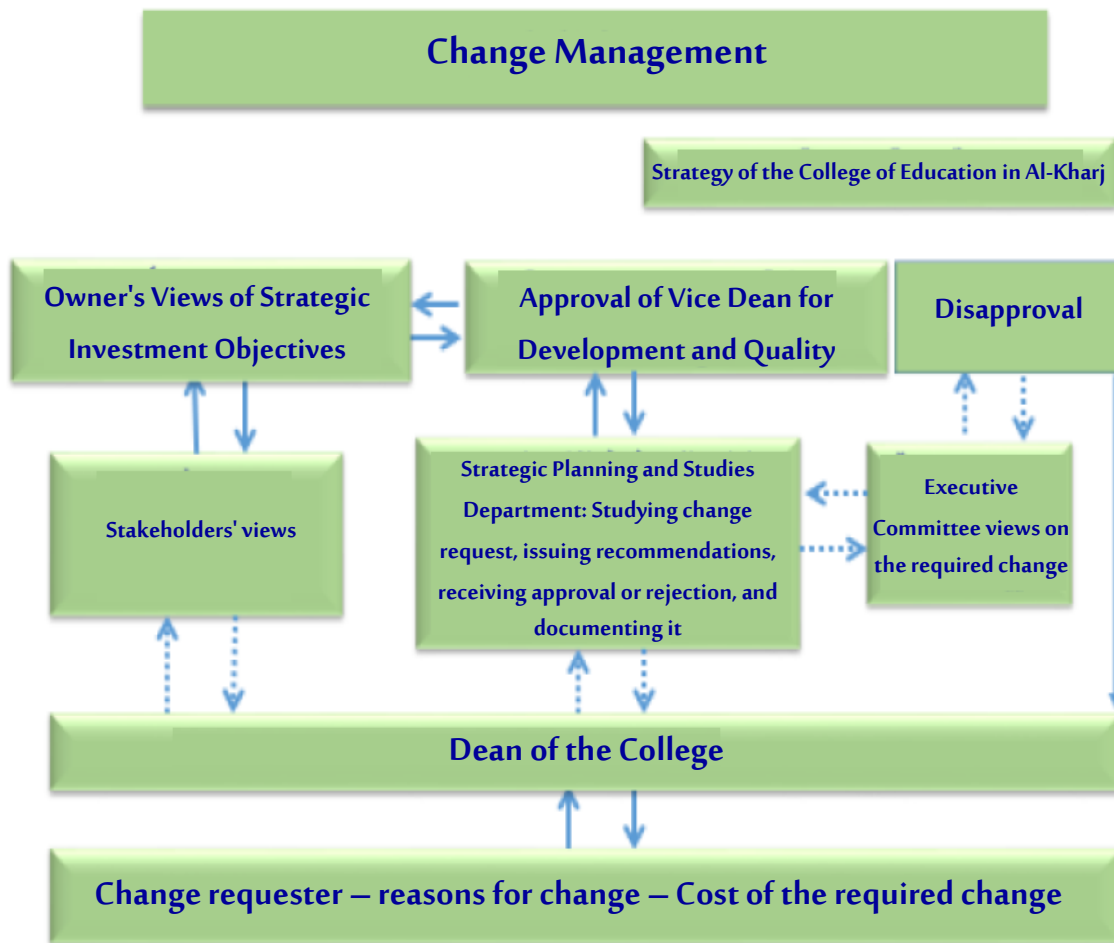 Change Management
Strategy of the College of Education in Al-Kharj
Owner's Views of Strategic
Investment Objectives
Approval of Vice Dean for
Development and Quality
Disapproval
Stakeholders' views
Strategic Planning and Studies
Department: Studying change
request, issuing recommendations,
receiving approval or rejection, and
documenting it
Executive
Committee views on
the required change
Dean of the College
Change requester – reasons for change – Cost of the required change